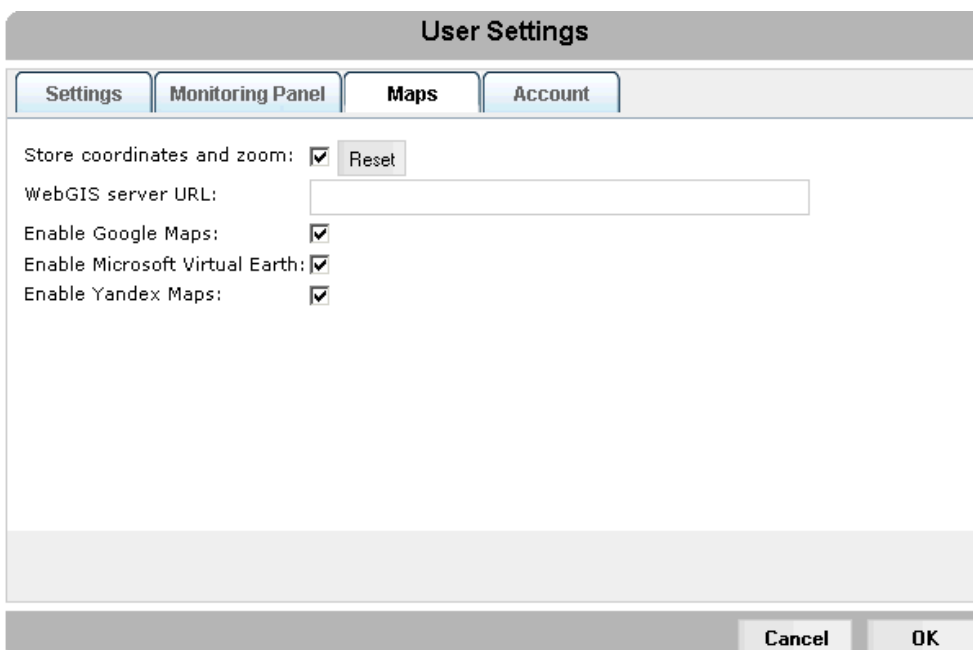 User Settings
Settings Monitoring Panel Maps Account
Store coordinates and zoom: Reset
WebGIS server URL:
Enable Google Maps:
Enable Microsoft Virtual Earth:
Enable Yandex Maps:
Cancel OK